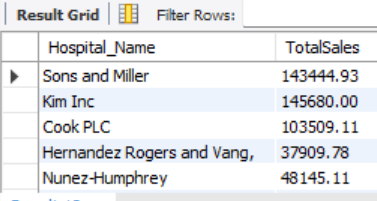 Result Grid Filter Rows:
Hospital_Name TotalSales
Sons and Miller 143444.93
Kim Inc 145680.00
Cook PLC 103509.11
Hernandez Rogers and Vang, 37909.78
Nunez-Humphrey 48145.11